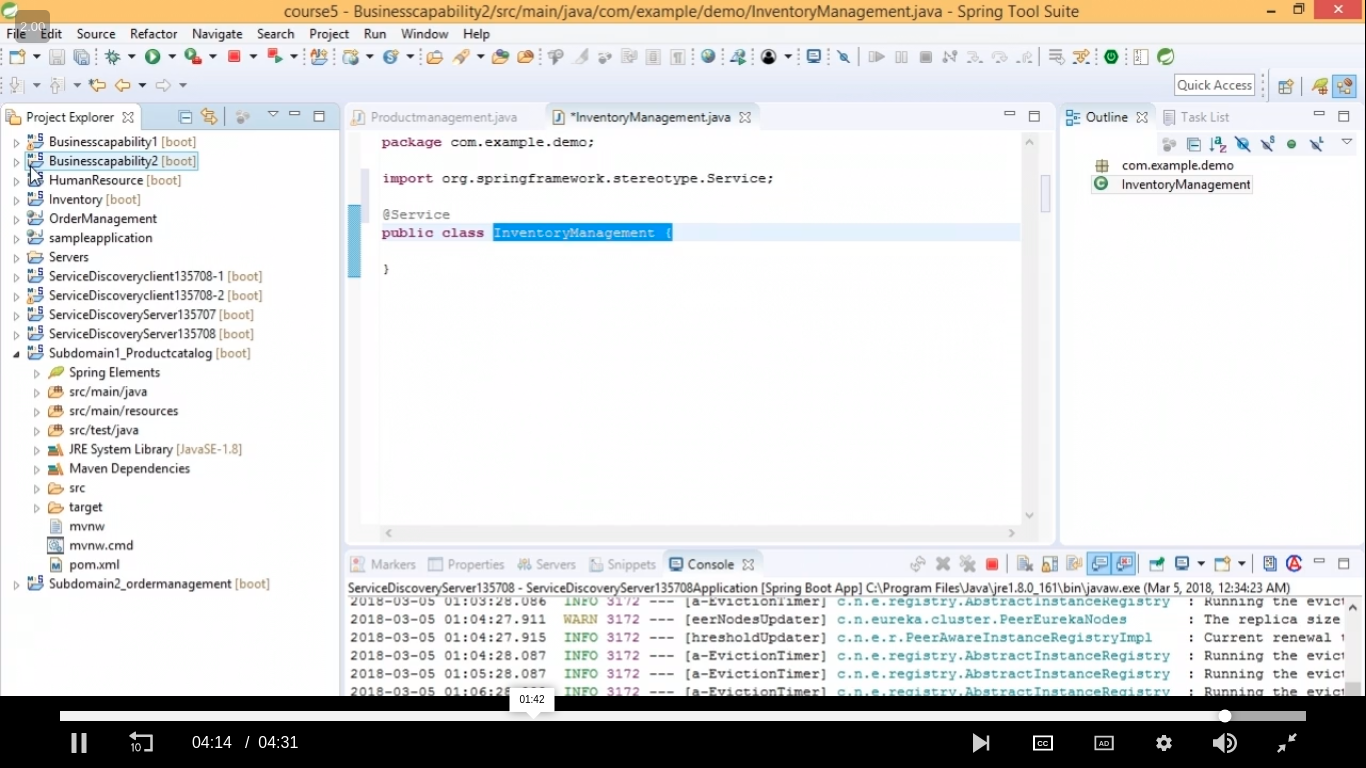 course5 - Businesscapability2/src/main/java/com/example/demo/InventoryManagement.java - Spring Tool Suite
2.00
File Edit Source Refactor Navigate Search Project Run Window Help
Quick Access
Project Explorer
Businesscapability1 [boot]
Businesscapability2 [boot]
HumanResource [boot]
Inventory [boot]
OrderManagement
sampleapplication
Servers
ServiceDiscoveryclient135708-1 [boot]
ServiceDiscoveryclient135708-2 [boot]
ServiceDiscoveryServer135707 [boot]
ServiceDiscoveryServer135708 [boot]
Subdomain1_Productcatalog [boot]
Spring Elements
src/main/java
src/main/resources
src/test/java
JRE System Library [JavaSE-1.8]
Maven Dependencies
src
target
mvnw
mvnw.cmd
pom.xml
Subdomain2_ordermanagement [boot]
Productmanagement.java *InventoryManagement.java
package com.example.demo;
import org.springframework.stereotype.Service;
@Service
public class InventoryManagement {
}
Outline Task List
com.example.demo
InventoryManagement
Markers Properties Servers Snippets Console
ServiceDiscoveryServer135708 - ServiceDiscoveryServer135708Application [Spring Boot App] C:\Program Files\Java\jre1.8.0_161\bin\javaw.exe (Mar 5, 2018, 12:34:23 AM)
2018-03-05 01:03:28.086 INFO 3172 --- [a-EvictionTimer] c.n.e.registry.AbstractInstanceRegistry : Running the evict
2018-03-05 01:04:27.911 WARN 3172 --- [eerNodesUpdater] c.n.eureka.cluster.PeerEurekaNodes : The replica size
2018-03-05 01:04:27.915 INFO 3172 --- [hresholdUpdater] c.n.e.r.PeerAwareInstanceRegistryImpl : Current renewal t
2018-03-05 01:04:28.087 INFO 3172 --- [a-EvictionTimer] c.n.e.registry.AbstractInstanceRegistry : Running the evict
2018-03-05 01:05:28.087 INFO 3172 --- [a-EvictionTimer] c.n.e.registry.AbstractInstanceRegistry : Running the evict
2018-03-05 01:06:28 INFO 3172 --- [a-EvictionTimer] c.n.e.registry.AbstractInstanceRegistry : Running the evict
01:42
10 04:14 / 04:31 CC AD